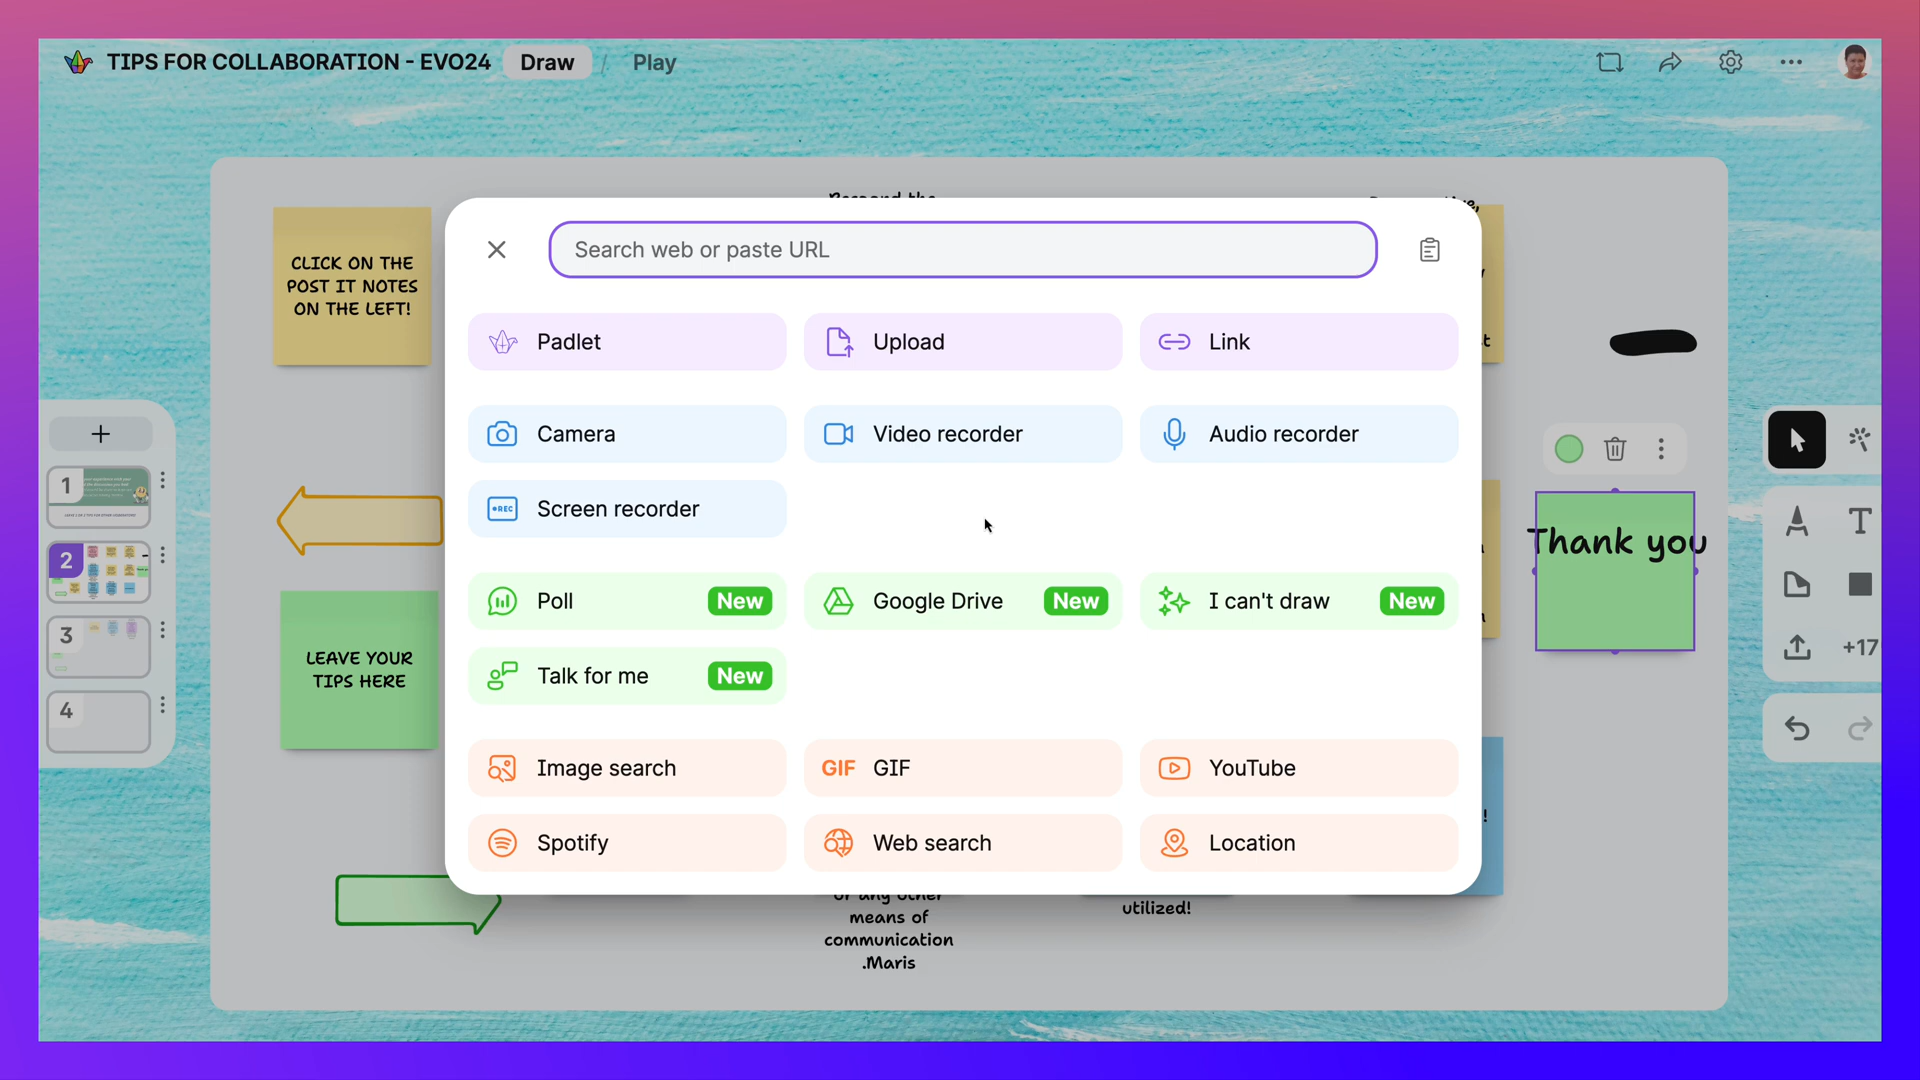 TIPS FOR COLLABORATION - EVO24
Draw / Play
CLICK ON THE
POST IT NOTES
ON THE LEFT!
Search web or paste URL
Padlet
Upload
Link
Camera
Video recorder
Audio recorder
REC Screen recorder
Poll New
Google Drive New
I can't draw New
Talk for me New
Image search
GIF GIF
YouTube
Spotify
Web search
Location
1
2
3
4
LEAVE YOUR
TIPS HERE
Thank you
T
+17
means of
communication
.Maris
utilized!